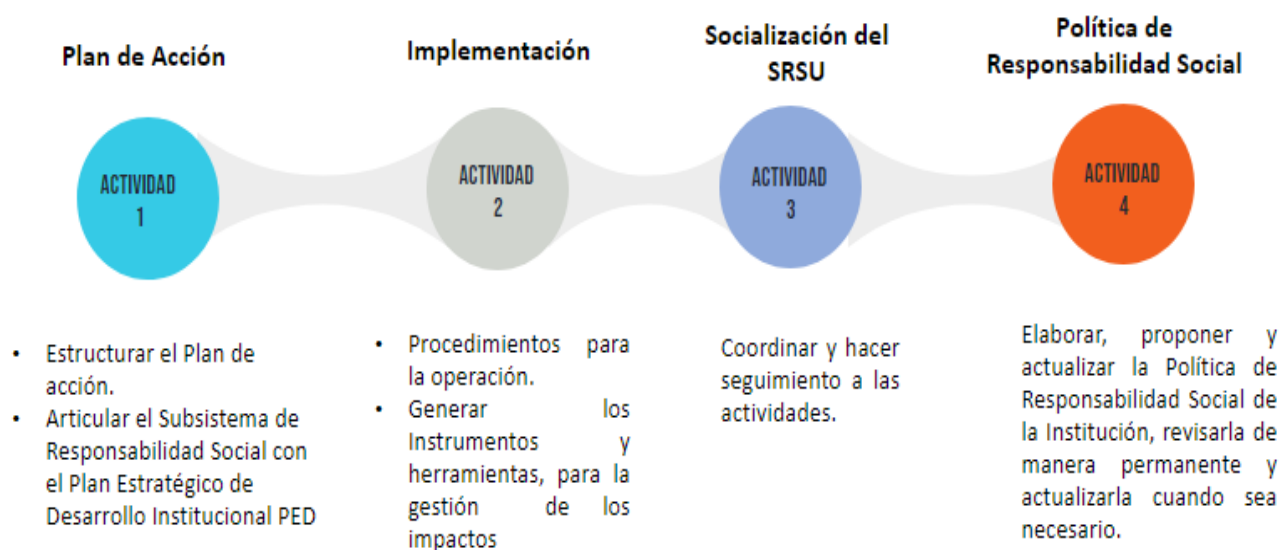 Plan de Acción
Implementación
Socialización del
SRSU
Política de
Responsabilidad Social
ACTIVIDAD
1
ACTIVIDAD
2
ACTIVIDAD
3
ACTIVIDAD
4
• Estructurar el Plan de
acción.
• Articular el Subsistema de
Responsabilidad Social con
el Plan Estratégico de
Desarrollo Institucional PED
• Procedimientos para
la operación.
• Generar los
Instrumentos y
herramientas, para la
gestión de los
impactos
Coordinar y hacer
seguimiento a las
actividades.
Elaborar, proponer y
actualizar la Política de
Responsabilidad Social de
la Institución, revisarla de
manera permanente y
actualizarla cuando sea
necesario.